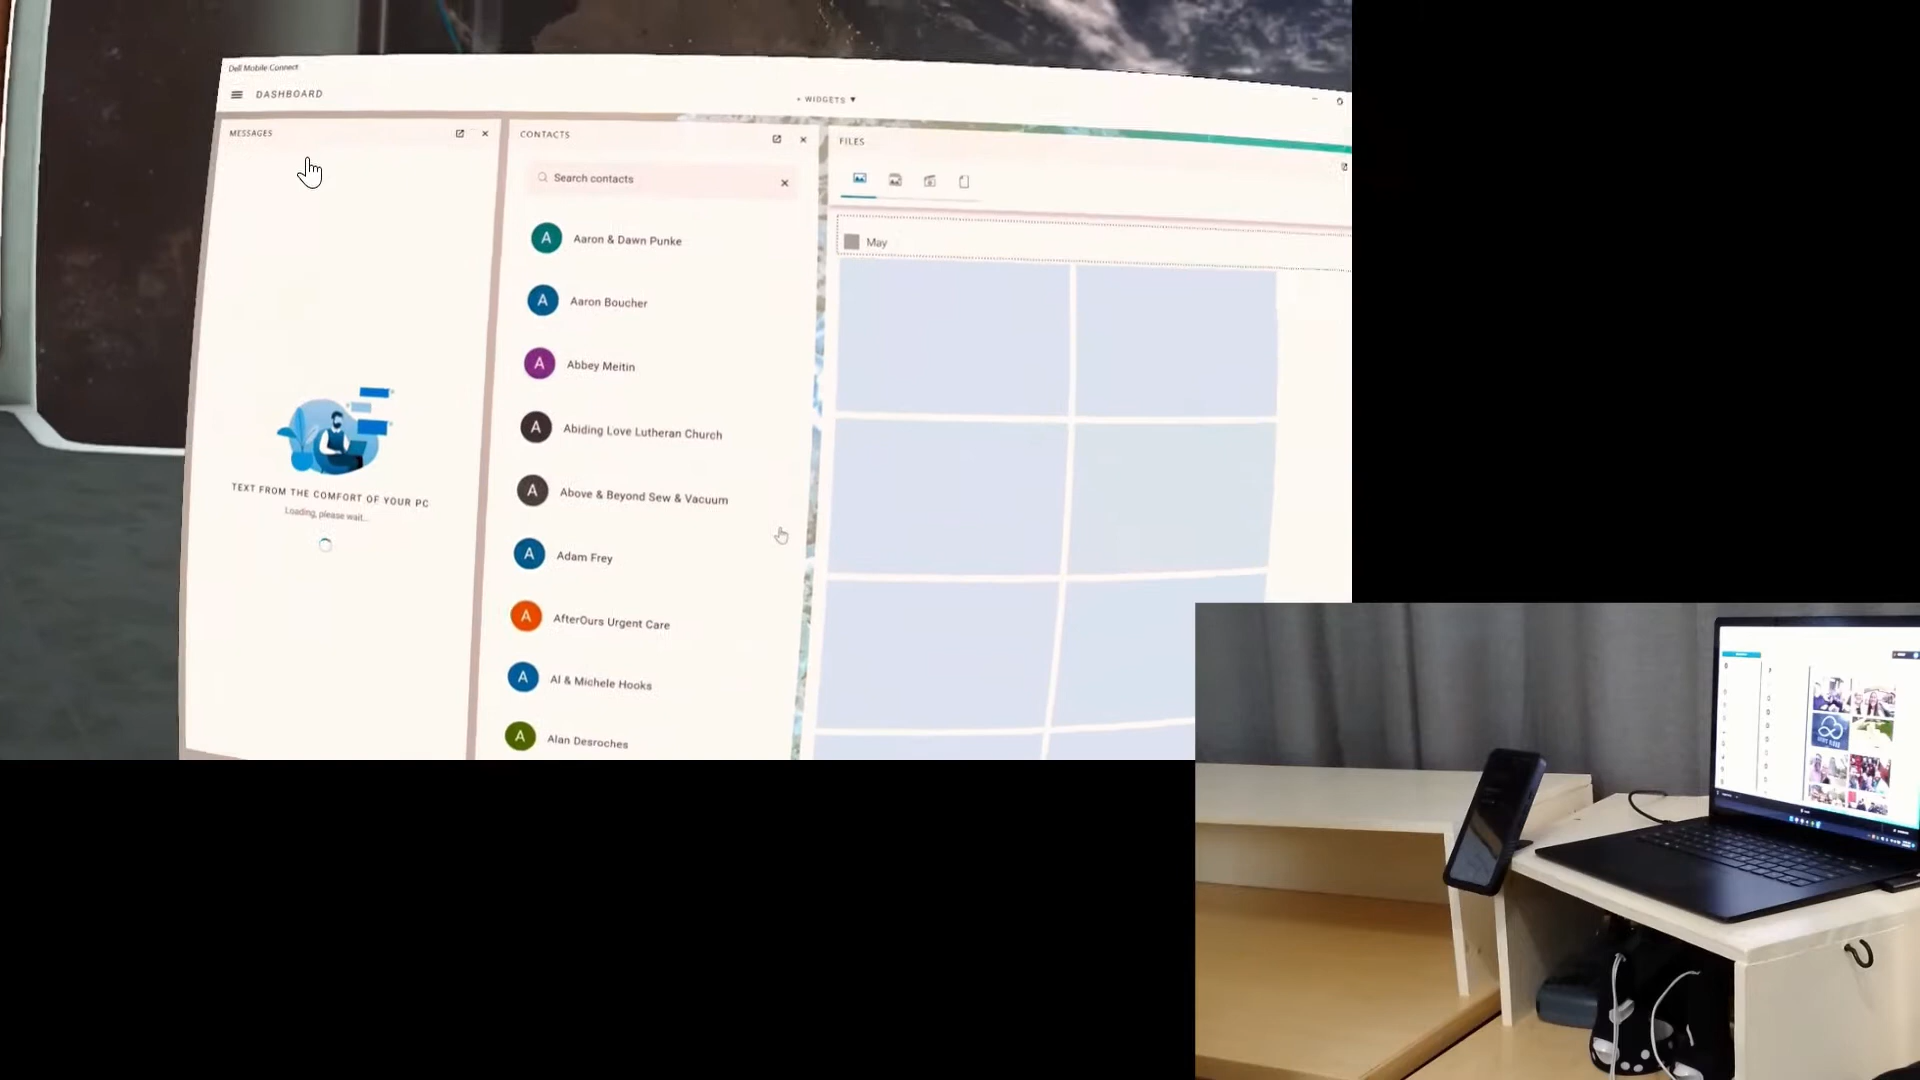 Dell Mobile Connect
DASHBOARD
+ WIDGETS
MESSAGES
CONTACTS
FILES
Search contacts
May
A Aaron & Dawn Punke
A Aaron Boucher
A Abbey Meitin
A Abiding Love Lutheran Church
A Above & Beyond Sew & Vacuum
A Adam Frey
A AfterOurs Urgent Care
A Al & Michele Hooks
A Alan Desroches
TEXT FROM THE COMFORT OF YOUR PC
Loading, please wait...